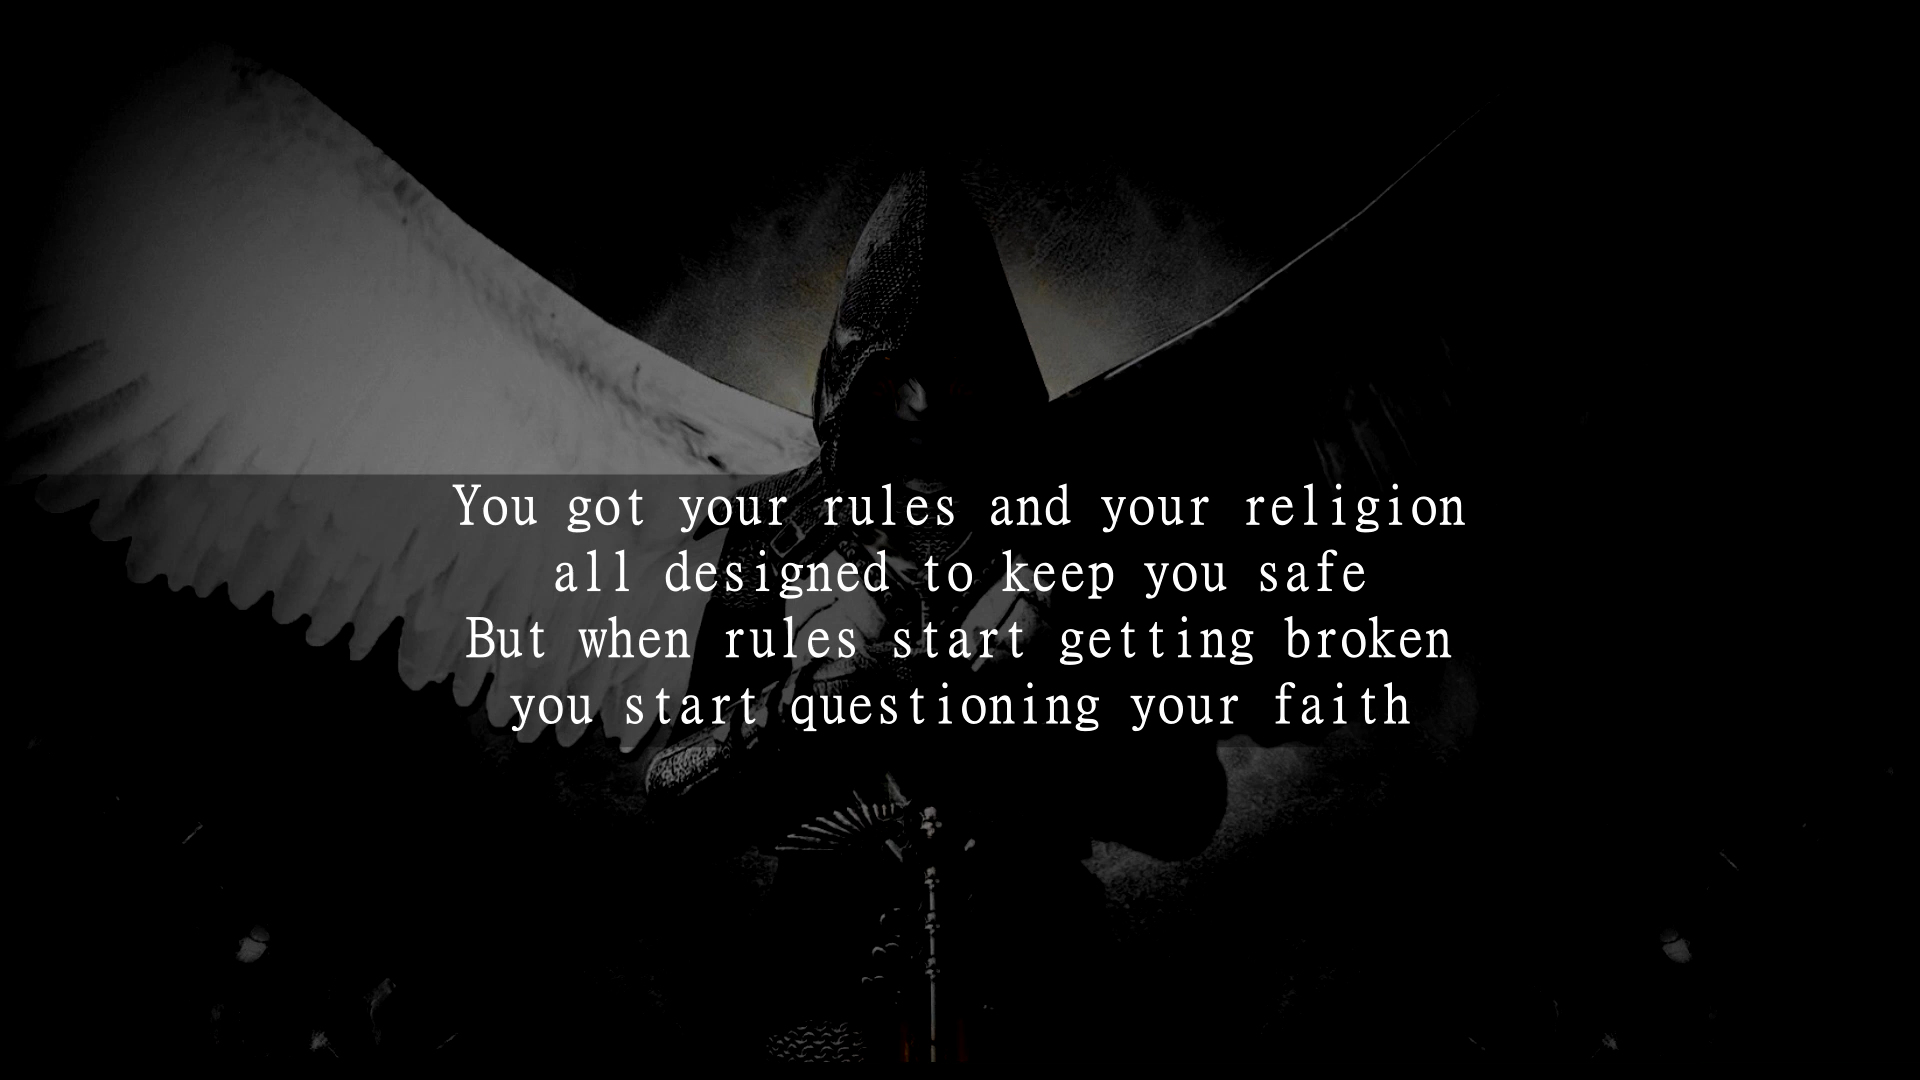 You got your rules and your religion
all designed to keep you safe
But when rules start getting broken
you start questioning your faith